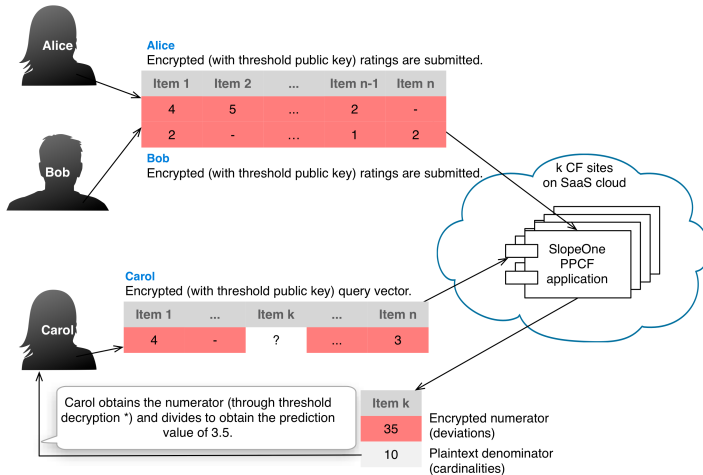 Alice
Alice
Encrypted (with threshold public key) ratings are submitted.
Item 1 Item 2 ... Item n-1 Item n
4 5 ... 2 -
2 - ... 1 2
Bob
Bob
Encrypted (with threshold public key) ratings are submitted.
k CF sites
on SaaS cloud
SlopeOne
PPCF
application
Carol
Encrypted (with threshold public key) query vector.
Item 1 ... Item k ... Item n
Carol
4 - ? ... 3
Carol obtains the numerator (through threshold
decryption *) and divides to obtain the prediction
value of 3.5.
Item k
35
Encrypted numerator
(deviations)
10
Plaintext denominator
(cardinalities)